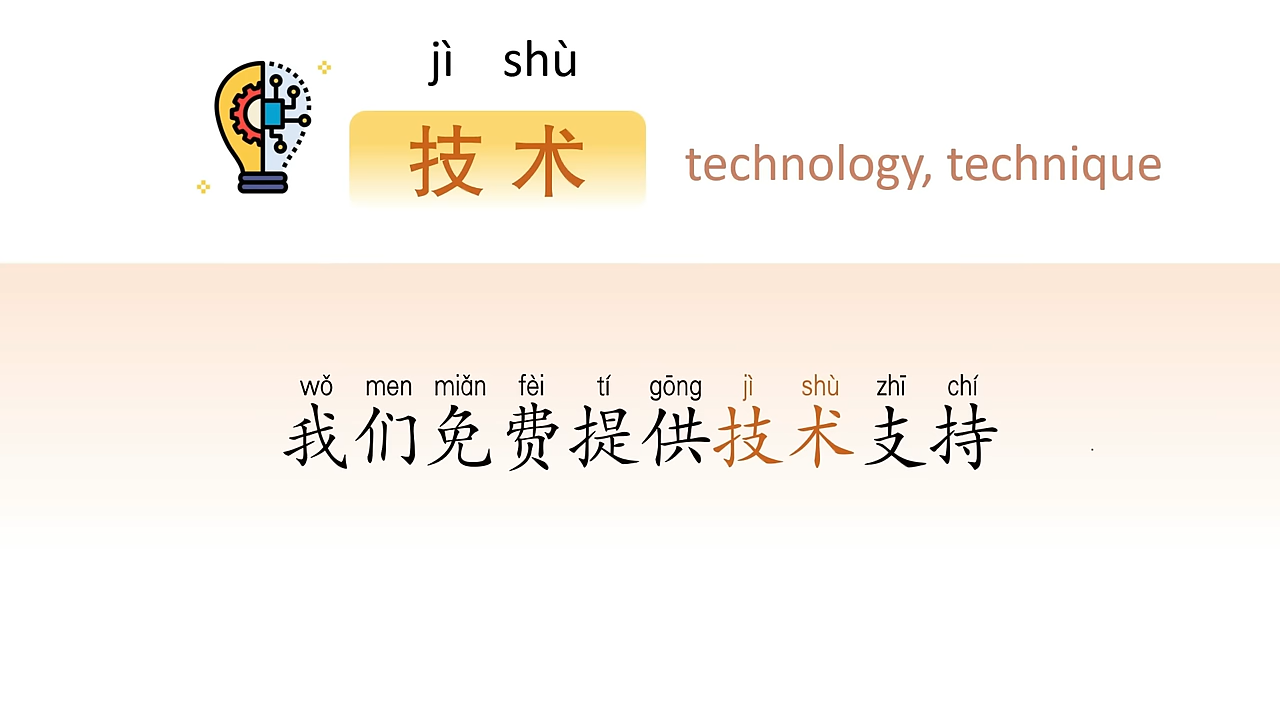 jì shù
技术
technology, technique
wǒ men miǎn fèi tí gōng jì shù zhī chí
我们免费提供技术支持